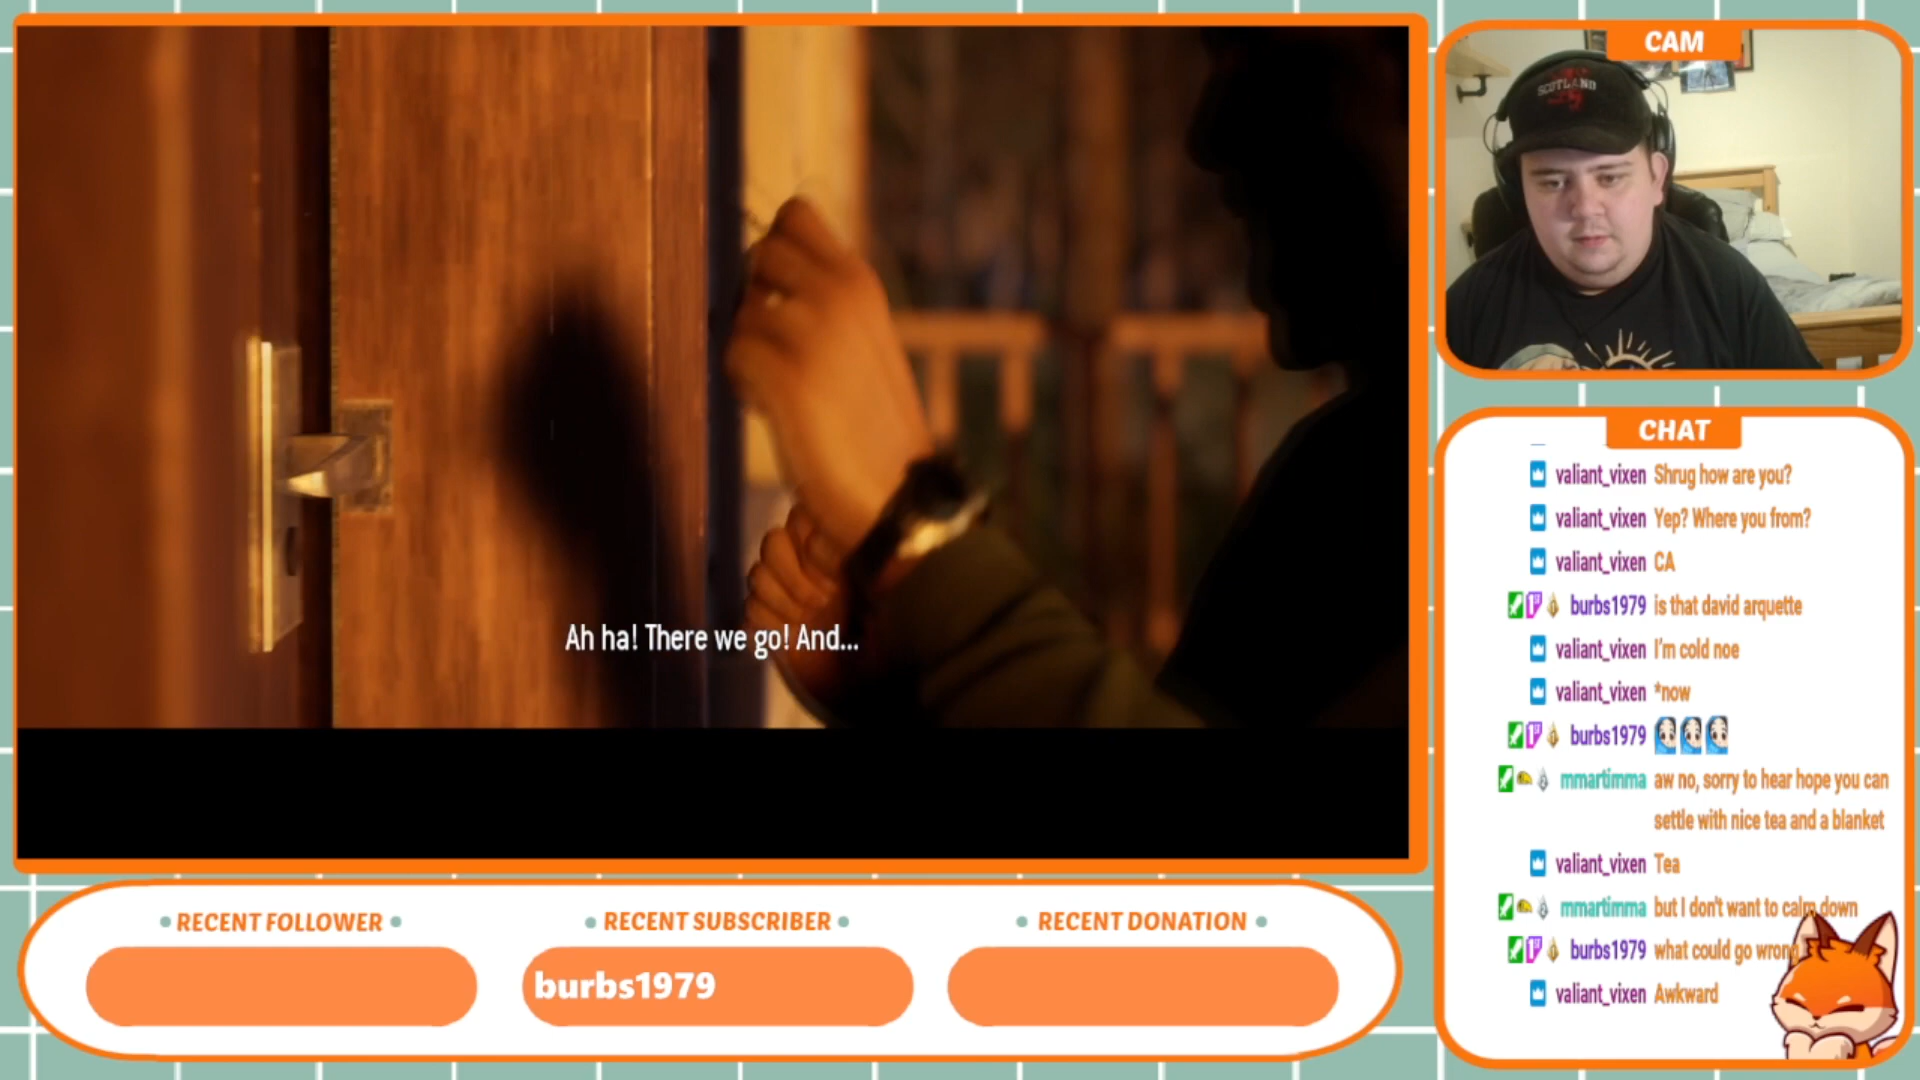 CAM
SCOTLAND
Ah ha! There we go! And...
CHAT
valiant_vixen Shrug how are you?
valiant_vixen Yep? Where you from?
valiant_vixen CA
burbs1979 is that david arquette
valiant_vixen I'm cold noe
valiant_vixen *now
burbs1979
mmartimma aw no, sorry to hear hope you can
settle with nice tea and a blanket
valiant_vixen Tea
mmartimma but I don't want to calm down
burbs1979 what could go wrong
valiant_vixen Awkward
RECENT FOLLOWER
RECENT SUBSCRIBER
RECENT DONATION
burbs1979